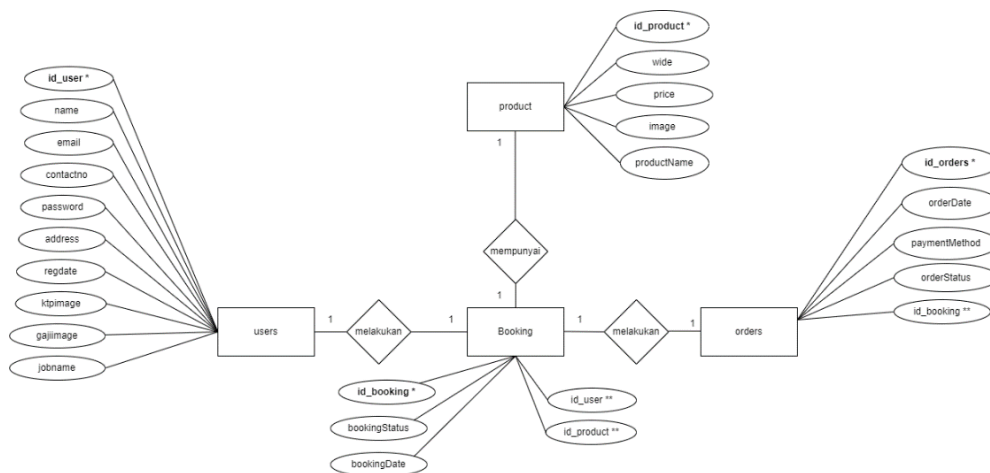 id_product *
wide
price
image
productName
product
1
mempunyai
1
id_user *
name
email
contactno
password
address
regdate
ktpimage
gajiimage
jobname
users
1
melakukan
1
Booking
1
melakukan
1
orders
id_orders *
orderDate
paymentMethod
orderStatus
id_booking **
id_booking *
bookingStatus
bookingDate
id_user **
id_product **